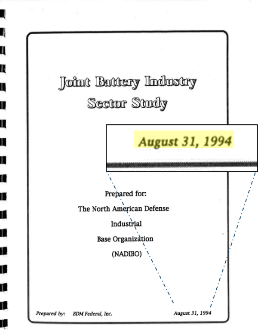 Joint Battery Industry
Sector Study
August 31, 1994
Prepared for:
The North American Defense
Industrial
Base Organization
(NADIBO)
Prepared by: BDM Federal, Inc.
August 31, 1994